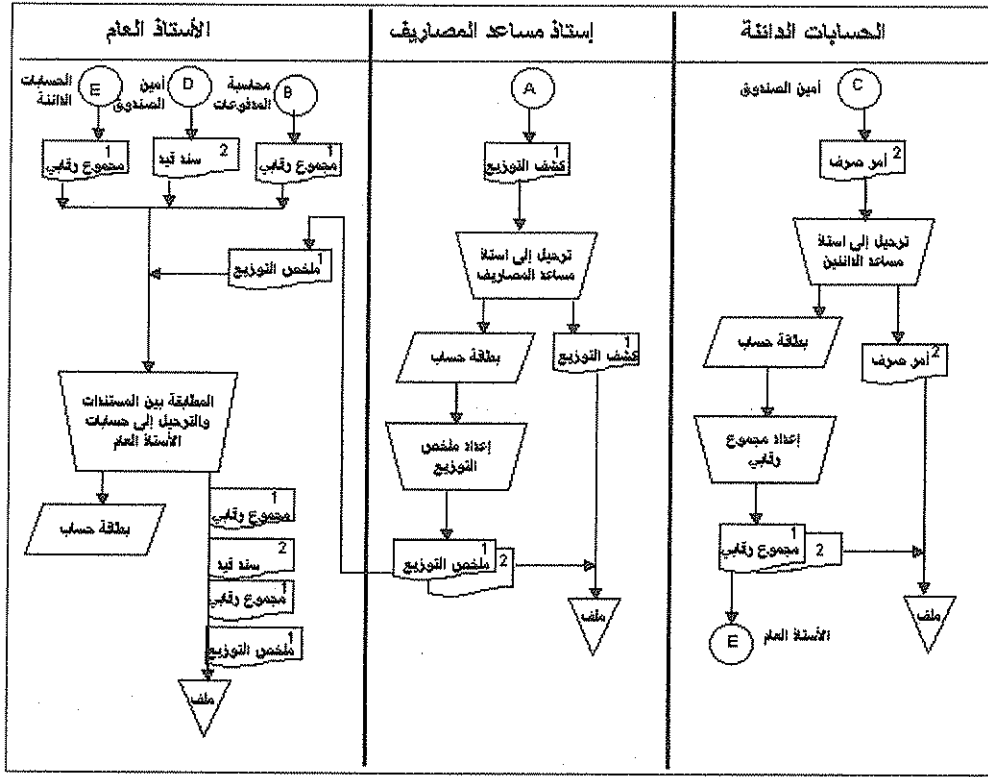 الحسابات الدائنة
أمين الصندوق
C
2
أمر صرف
ترحيل إلى استاذ
مساعد الدائنين
بطاقة حساب
2
أمر صرف
إعداد مجموع
رقابي
1
مجموع رقابي
2
ملف
E
الأستاذ العام
إستاذ مساعد المصاريف
A
1
كشف التوزيع
ترحيل إلى استاذ
مساعد المصاريف
بطاقة حساب
1
كشف التوزيع
إعداد ملخص
التوزيع
1
ملخص التوزيع
2
ملف
الأستاذ العام
محاسبة
المدفوعات
B
أمين
الصندوق
D
الحسابات
الدائنة
E
1
مجموع رقابي
2
سند قيد
1
مجموع رقابي
1
ملخص التوزيع
المطابقة بين المستندات
والترحيل إلى حسابات
الأستاذ العام
بطاقة حساب
1
مجموع رقابي
2
سند قيد
1
مجموع رقابي
1
ملخص التوزيع
ملف